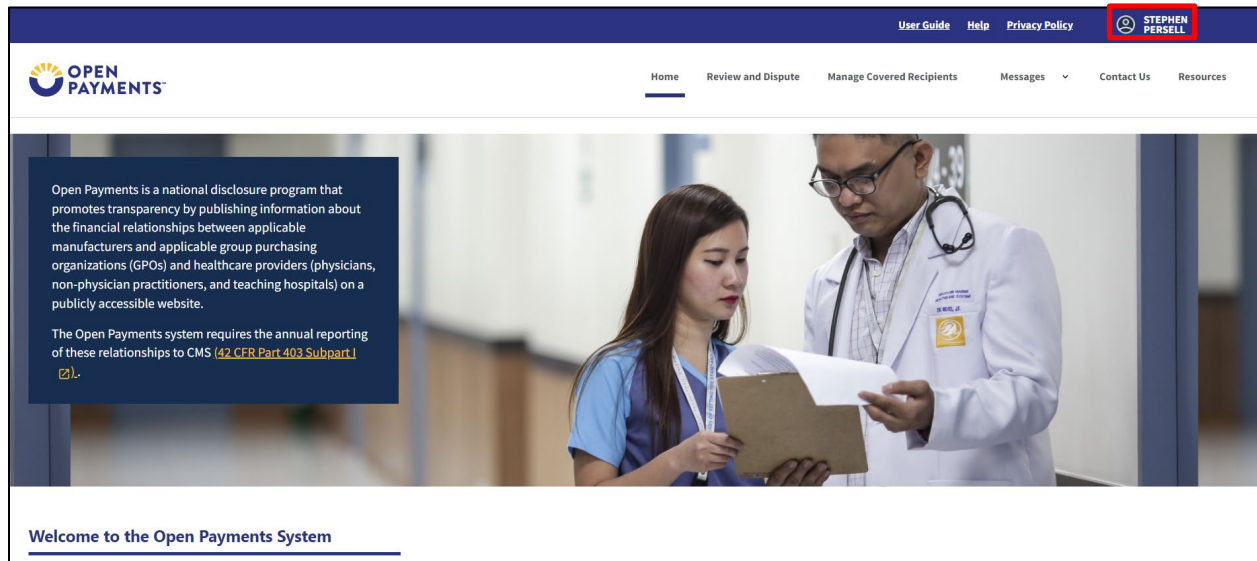 User Guide Help Privacy Policy STEPHEN
PERSELL
OPEN
PAYMENTS™
Home Review and Dispute Manage Covered Recipients Messages Contact Us Resources
Open Payments is a national disclosure program that
promotes transparency by publishing information about
the financial relationships between applicable
manufacturers and applicable group purchasing
organizations (GPOs) and healthcare providers (physicians,
non-physician practitioners, and teaching hospitals) on a
publicly accessible website.
The Open Payments system requires the annual reporting
of these relationships to CMS (42 CFR Part 403 Subpart I
).
Welcome to the Open Payments System